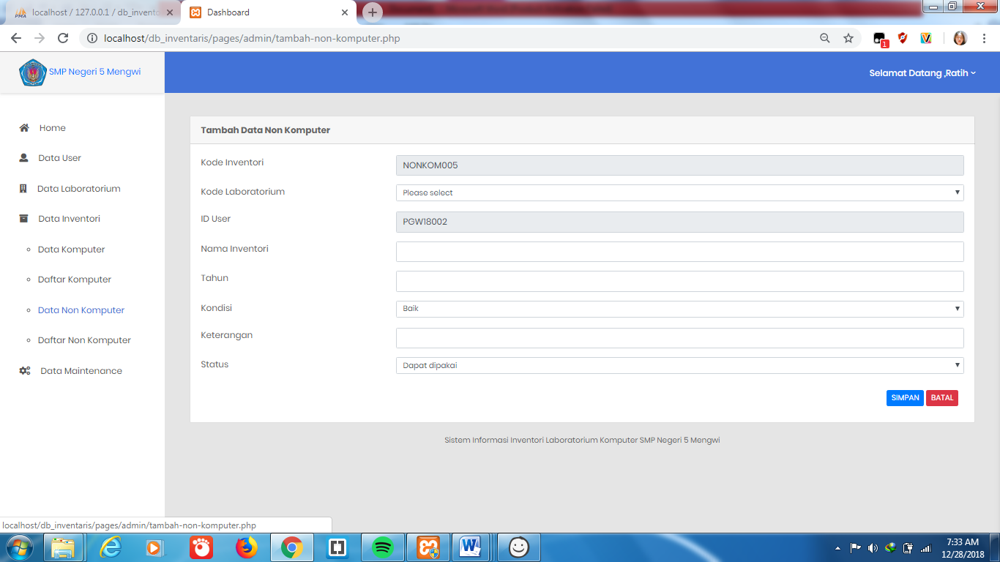 localhost / 127.0.0.1 / db_invento
Dashboard
localhost/db_inventaris/pages/admin/tambah-non-komputer.php
1
SMP Negeri 5 Mengwi
Selamat Datang ,Ratih
Home
Data User
Data Laboratorium
Data Inventori
Data Komputer
Daftar Komputer
Data Non Komputer
Daftar Non Komputer
Data Maintenance
Tambah Data Non Komputer
Kode Inventori
NONKOM005
Kode Laboratorium
Please select
ID User
PGW18002
Nama Inventori
Tahun
Kondisi
Baik
Keterangan
Status
Dapat dipakai
SIMPAN
BATAL
Sistem Informasi Inventori Laboratorium Komputer SMP Negeri 5 Mengwi
localhost/db_inventaris/pages/admin/tambah-non-komputer.php
7:33 AM
12/28/2018